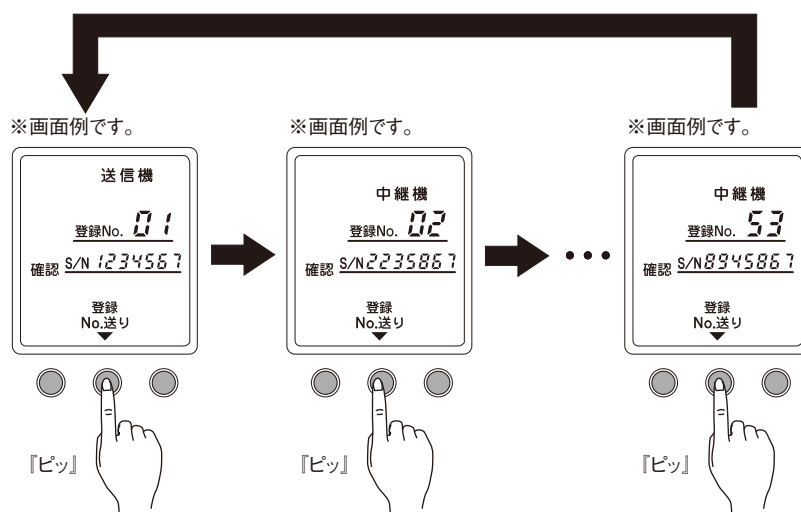 ※画面例です。
送信機
登録No. 01
確認 S/N 1234567
登録
No.送り
『ピッ』
※画面例です。
中継機
登録No. 02
確認 S/N2235867
登録
No.送り
『ピッ』
•••
※画面例です。
中継機
登録No. 53
確認 S/N8945867
登録
No.送り
『ピッ』